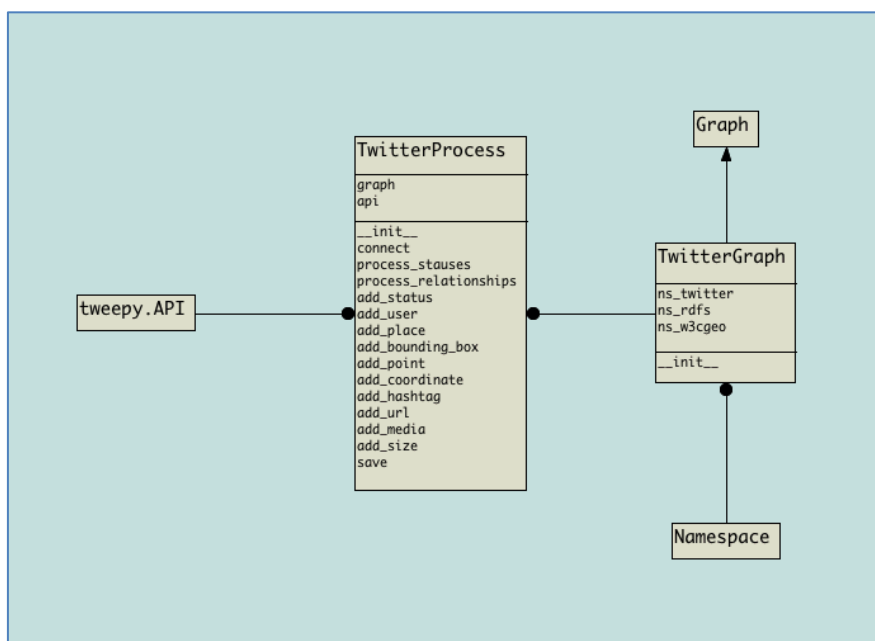 Graph
TwitterProcess
graph
api
__init__
connect
process_stauses
process_relationships
add_status
add_user
add_place
add_bounding_box
add_point
add_coordinate
add_hashtag
add_url
add_media
add_size
save
TwitterGraph
ns_twitter
ns_rdfs
ns_w3cgeo
__init__
tweepy.API
Namespace